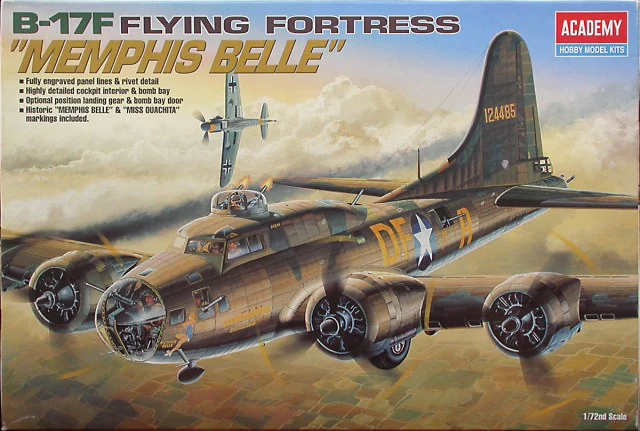 B-17F FLYING FORTRESS
"MEMPHIS BELLE"
ACADEMY
HOBBY MODEL KITS
■ Fully engraved panel lines & rivet detail
■ Highly detailed cockpit interior & bomb bay
■ Optional position landing gear & bomb bay door
■ Historic "MEMPHIS BELLE" & "MISS OUACHITA"
markings included.
124485
DF A
1/72nd Scale